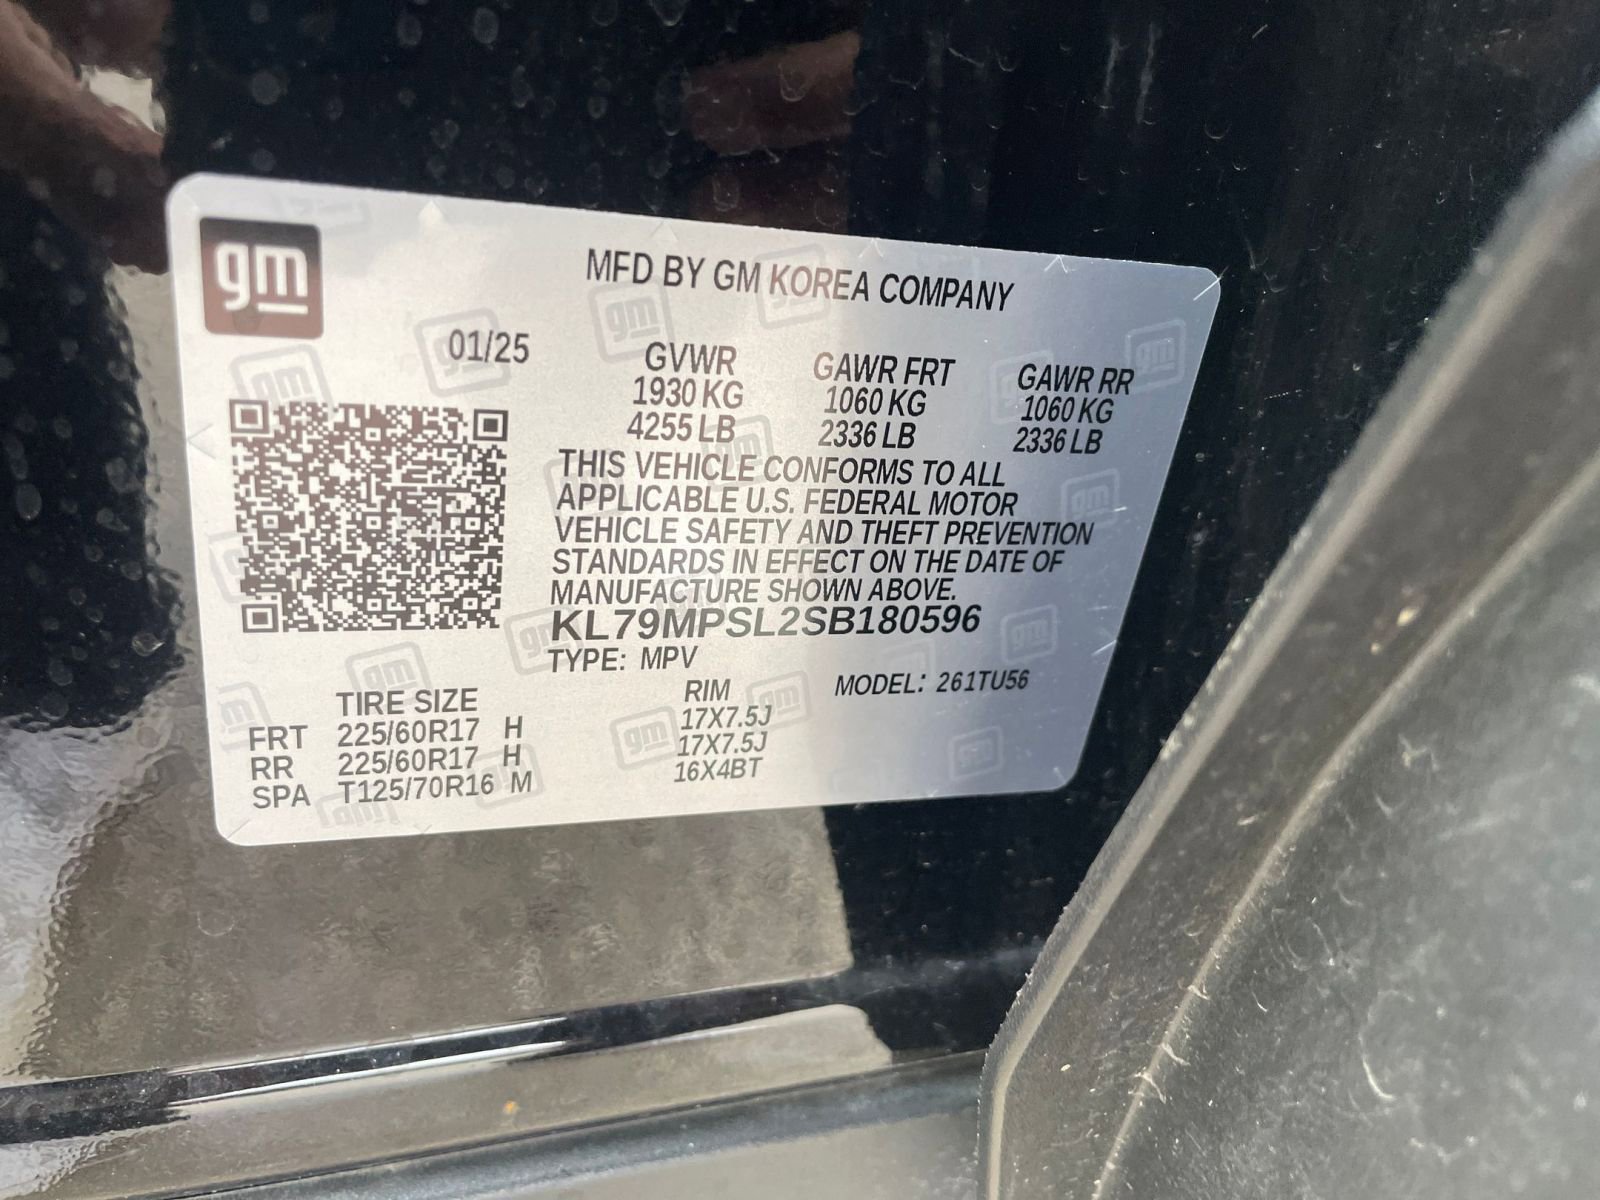 gm
MFD BY GM KOREA COMPANY
01/25
GVWR GAWR FRT GAWR RR
1930 KG 1060 KG 1060 KG
4255 LB 2336 LB 2336 LB
THIS VEHICLE CONFORMS TO ALL
APPLICABLE U.S. FEDERAL MOTOR
VEHICLE SAFETY AND THEFT PREVENTION
STANDARDS IN EFFECT ON THE DATE OF
MANUFACTURE SHOWN ABOVE.
KL79MPSL2SB180596
TYPE: MPV
MODEL: 261TU56
TIRE SIZE RIM
FRT 225/60R17 H 17X7.5J
RR 225/60R17 H 17X7.5J
SPA T125/70R16 M 16X4BT